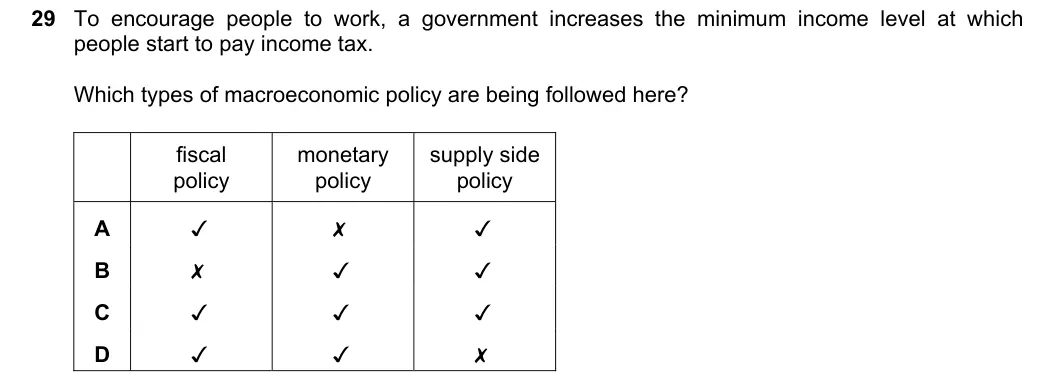 29 To encourage people to work, a government increases the minimum income level at which
people start to pay income tax.
Which types of macroeconomic policy are being followed here?
fiscal policy monetary policy supply side policy
A ✓ ✗ ✓
B ✗ ✓ ✓
C ✓ ✓ ✓
D ✓ ✓ ✗